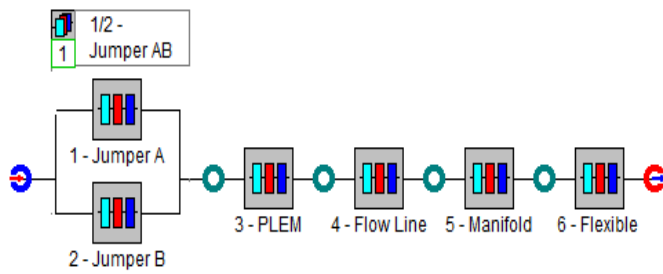 1/2 -
Jumper AB
1
1 - Jumper A
2 - Jumper B
3 - PLEM
4 - Flow Line
5 - Manifold
6 - Flexible